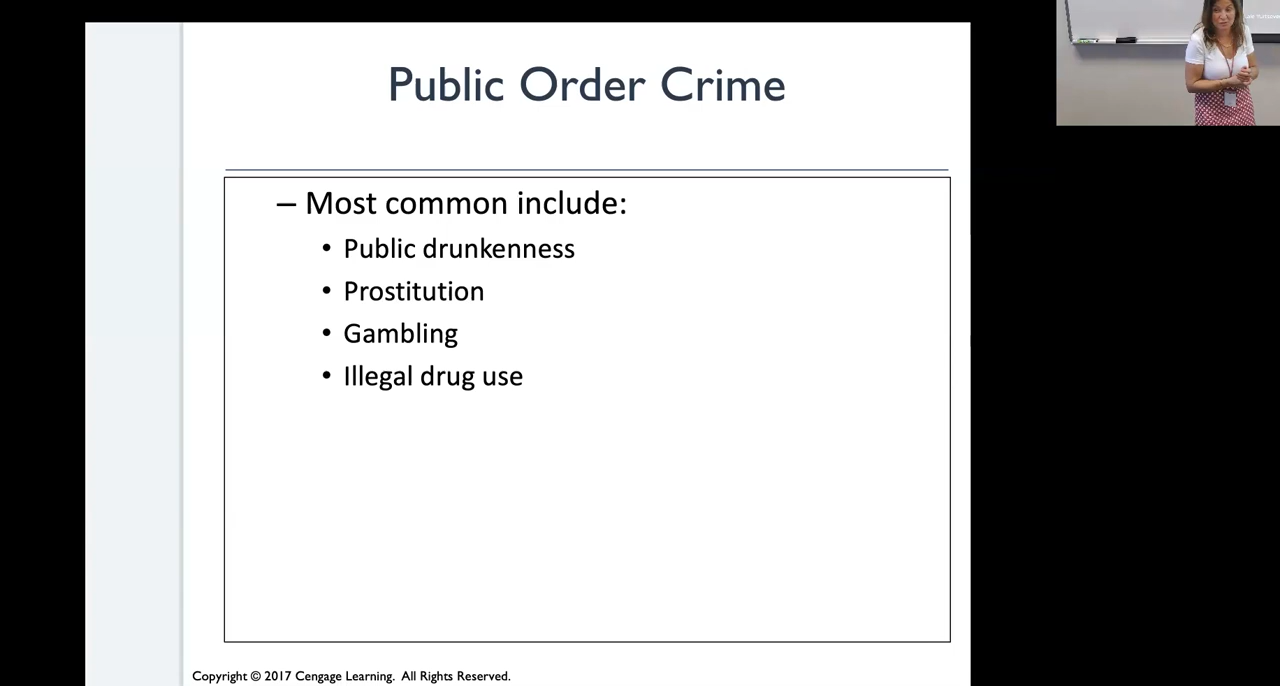 Public Order Crime
– Most common include:
• Public drunkenness
• Prostitution
• Gambling
• Illegal drug use
Copyright © 2017 Cengage Learning. All Rights Reserved.